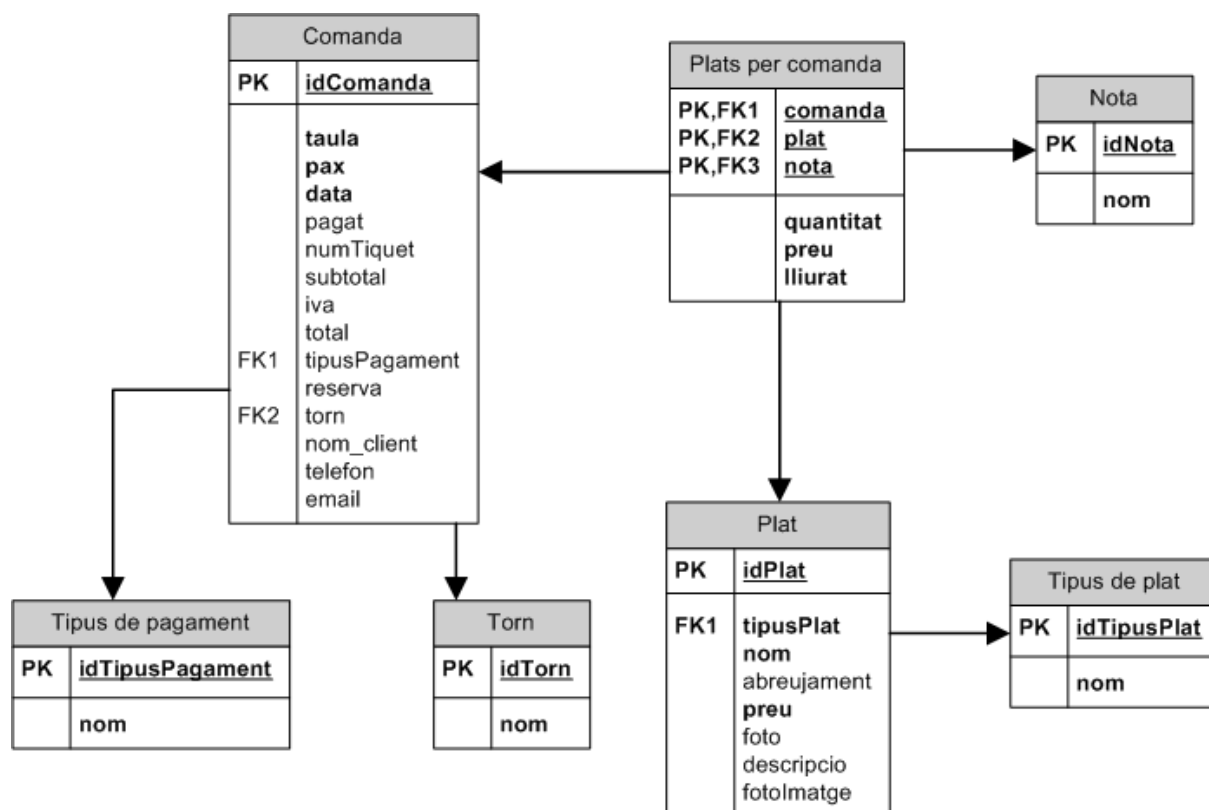 Comanda
PK idComanda
taula
pax
data
pagat
numTiquet
subtotal
iva
total
FK1 tipusPagament
reserva
FK2 torn
nom_client
telefon
email
Plats per comanda
PK,FK1 comanda
PK,FK2 plat
PK,FK3 nota
quantitat
preu
lliurat
Nota
PK idNota
nom
Tipus de pagament
PK idTipusPagament
nom
Torn
PK idTorn
nom
Plat
PK idPlat
FK1 tipusPlat
nom
abreujament
preu
foto
descripcio
fotoImatge
Tipus de plat
PK idTipusPlat
nom